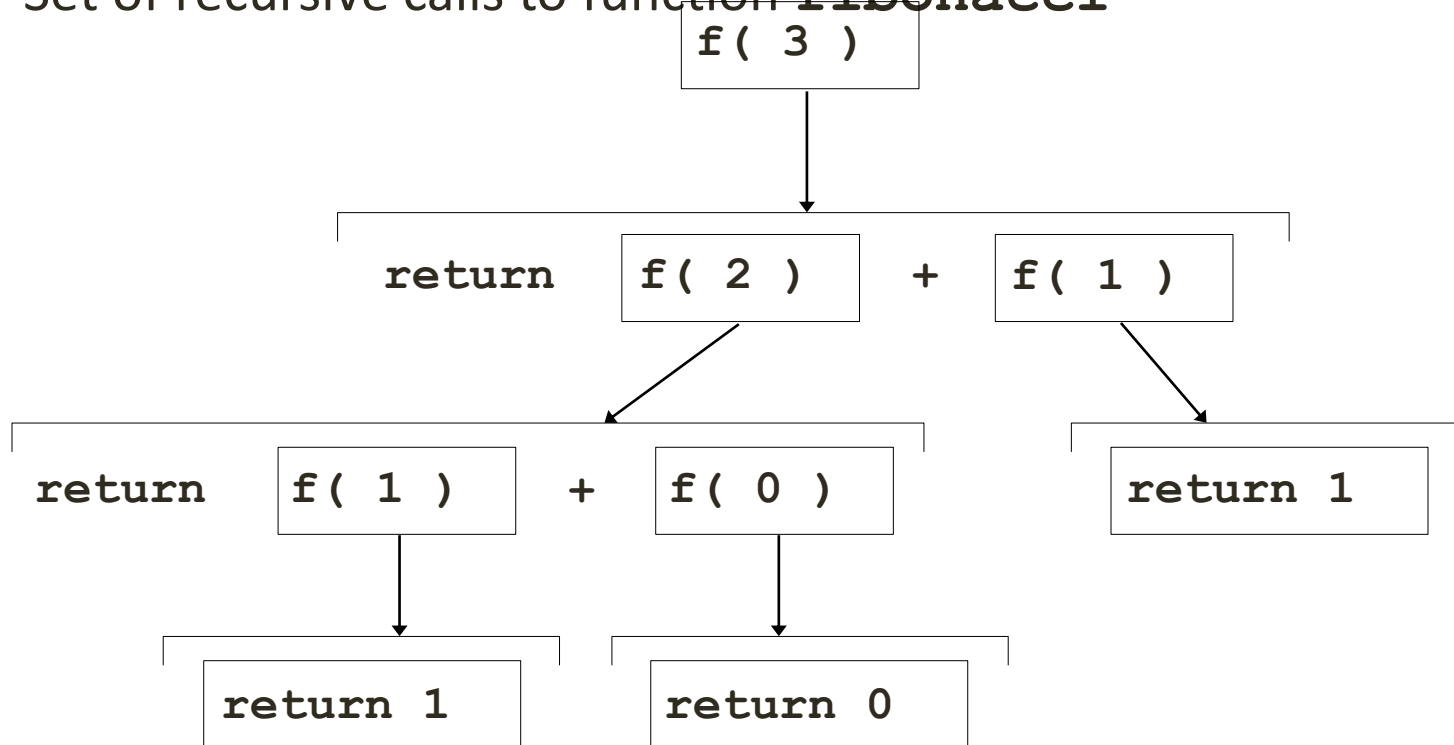 Set of recursive calls to function fibonacci
f( 3 )
return f( 2 ) + f( 1 )
return f( 1 ) + f( 0 ) return 1
return 1 return 0